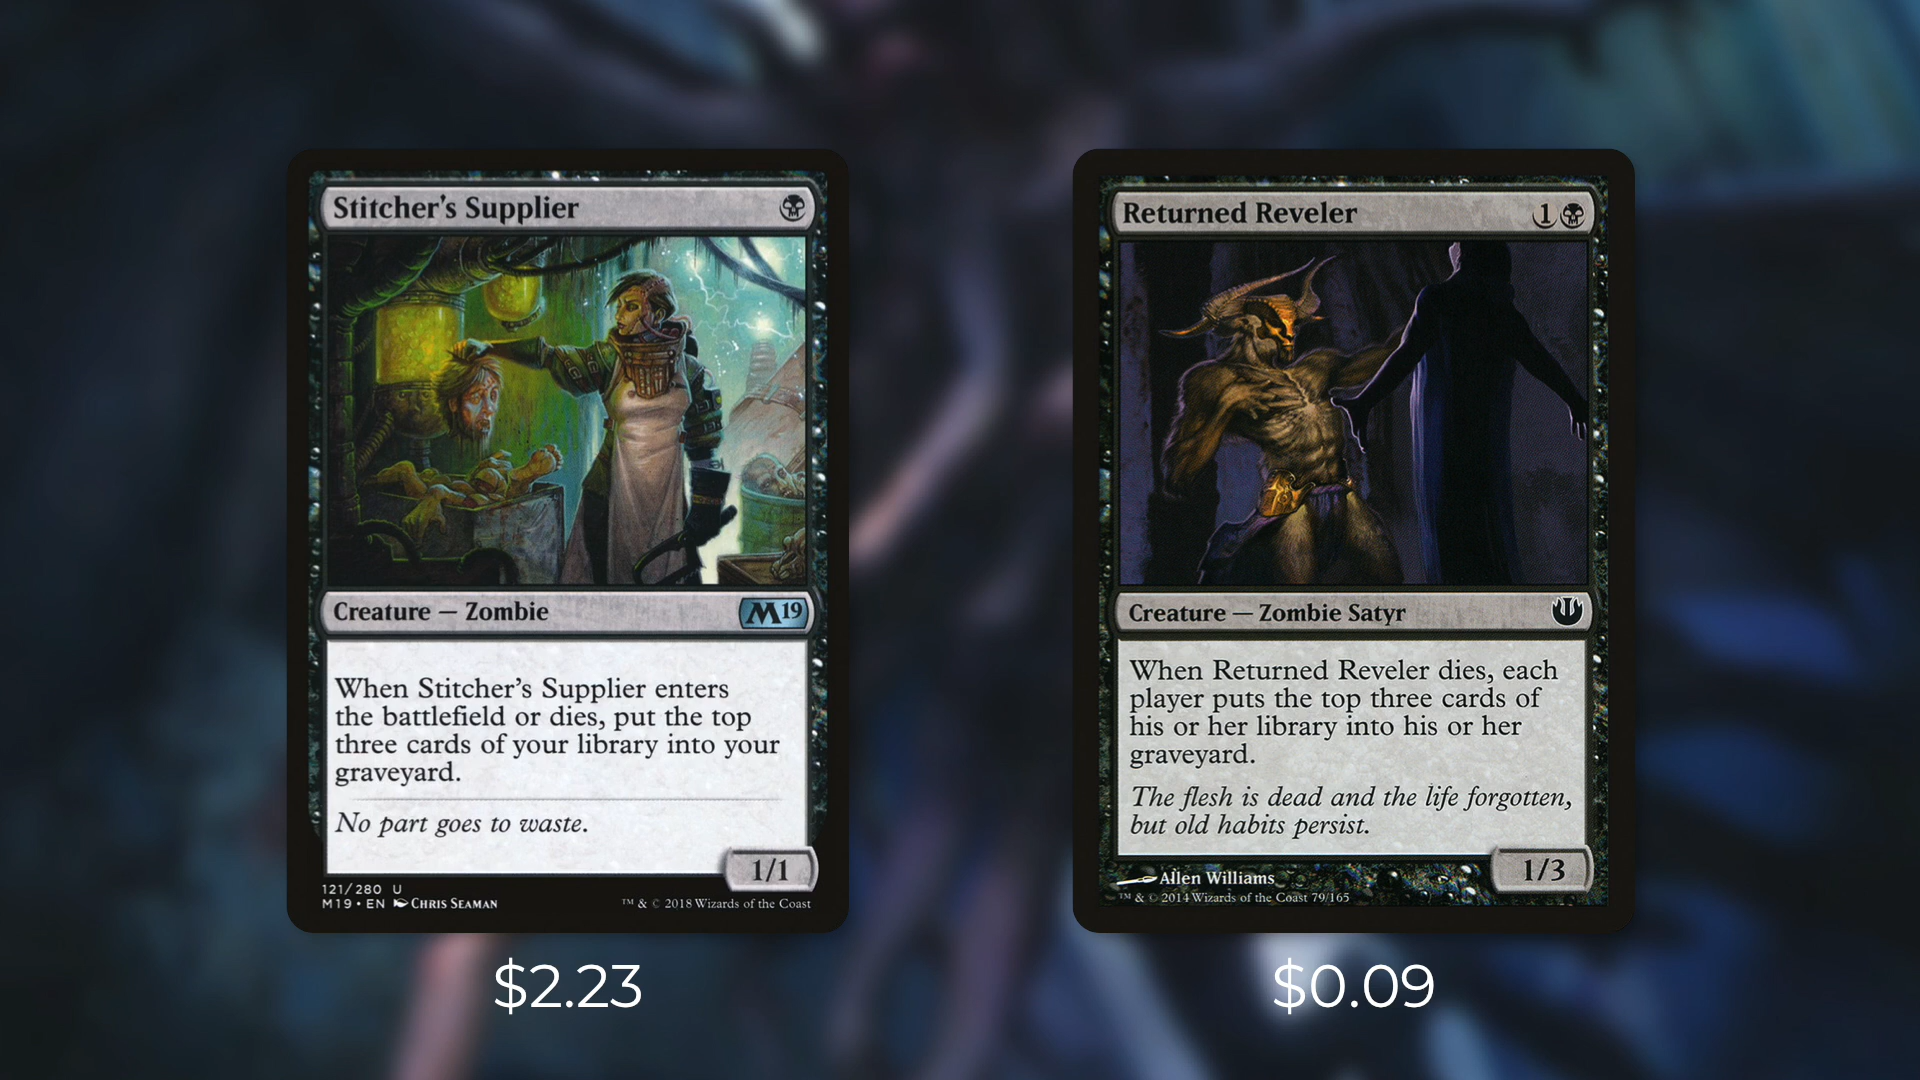 Stitcher's Supplier
Creature — Zombie
M19
When Stitcher's Supplier enters
the battlefield or dies, put the top
three cards of your library into your
graveyard.
No part goes to waste.
1/1
121/280 U
M19 • EN Chris Seaman
™ & © 2018 Wizards of the Coast
$2.23
Returned Reveler
1
Creature — Zombie Satyr
When Returned Reveler dies, each
player puts the top three cards of
his or her library into his or her
graveyard.
The flesh is dead and the life forgotten,
but old habits persist.
1/3
Allen Williams
™ & © 2014 Wizards of the Coast 79/165
$0.09